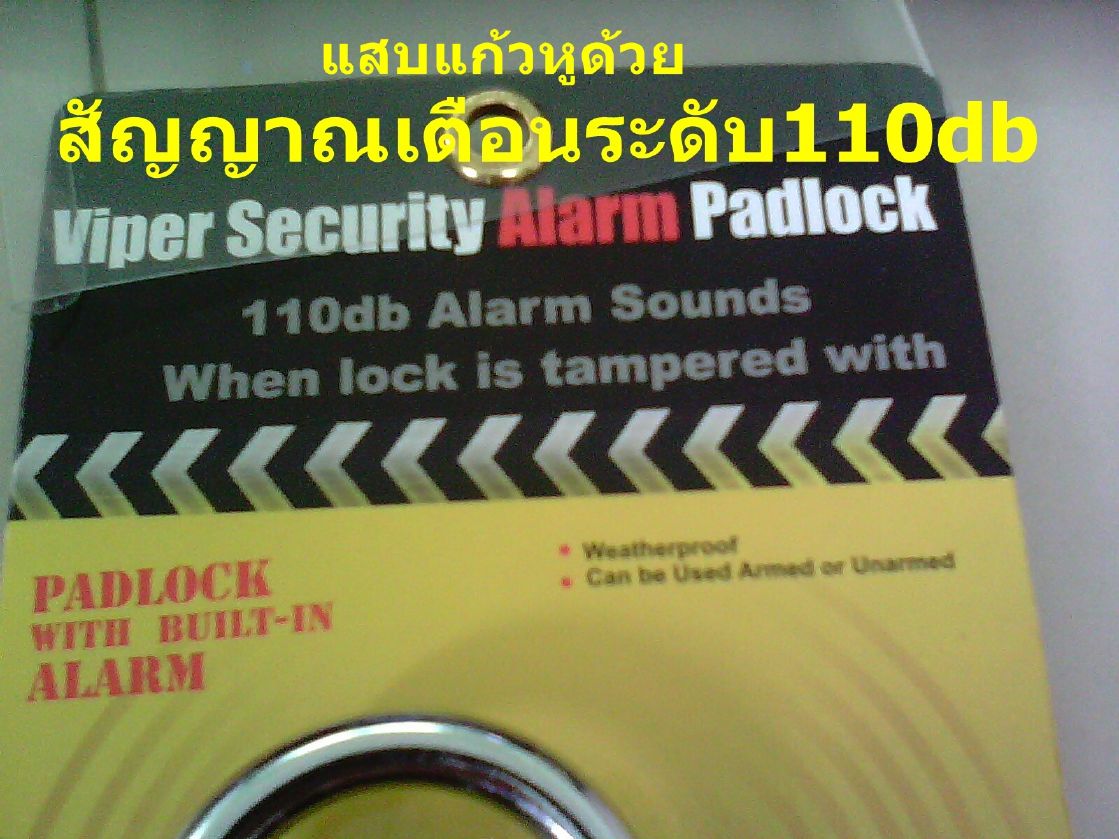 แสบแก้วหูด้วย
สัญญาณเตือนระดับ110db
Viper Security Alarm Padlock
110db Alarm Sounds
When lock is tampered with
PADLOCK
WITH BUILT-IN
ALARM
• Weatherproof
• Can be Used Armed or Unarmed